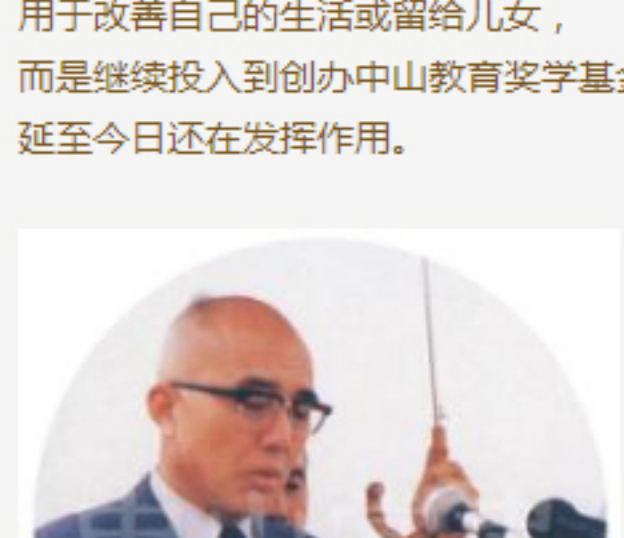 用于改善自己的生活或留给儿女，
而是继续投入到创办中山教育奖学基金
延至今日还在发挥作用。